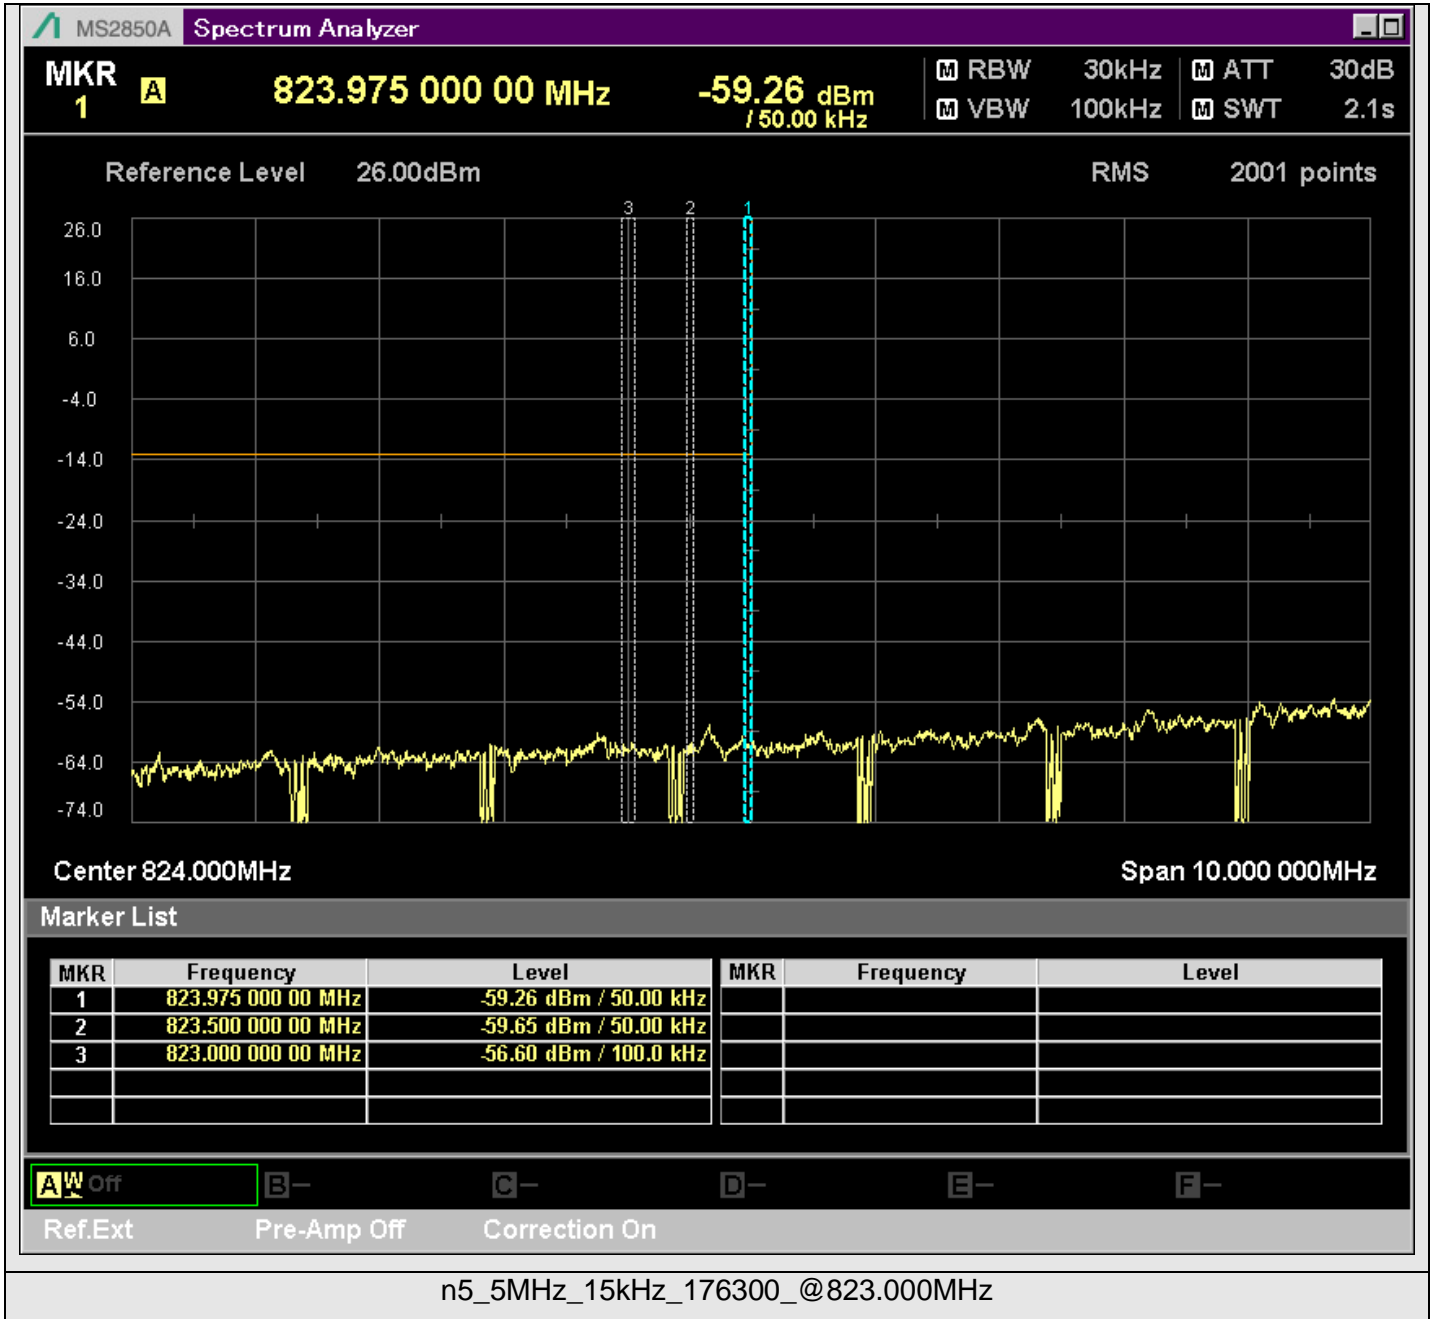 MS2850A Spectrum Analyzer
MKR 1 A 823.975 000 00 MHz -59.26 dBm / 50.00 kHz
M RBW 30kHz M ATT 30dB
M VBW 100kHz M SWT 2.1s
Reference Level 26.00dBm RMS 2001 points
3 2 1
26.0
16.0
6.0
-4.0
-14.0
-24.0
-34.0
-44.0
-54.0
-64.0
-74.0
Center 824.000MHz Span 10.000 000MHz
Marker List
MKR Frequency Level MKR Frequency Level
1 823.975 000 00 MHz -59.26 dBm / 50.00 kHz
2 823.500 000 00 MHz -59.65 dBm / 50.00 kHz
3 823.000 000 00 MHz -56.60 dBm / 100.0 kHz
A W Off B – C – D – E – F –
Ref.Ext Pre-Amp Off Correction On
n5_5MHz_15kHz_176300_@823.000MHz